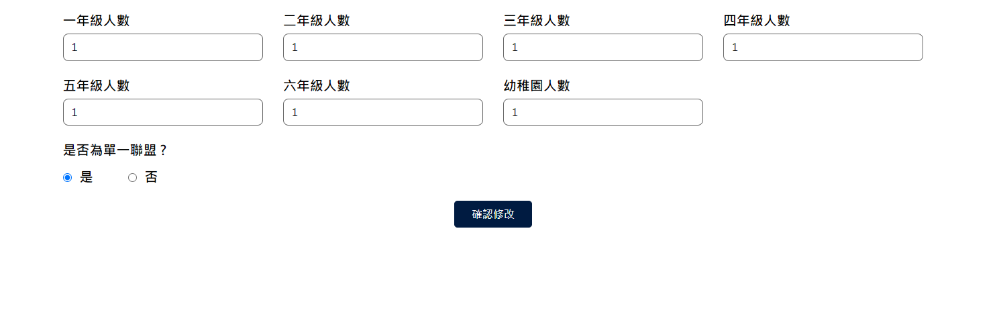 一年級人數 二年級人數 三年級人數 四年級人數
1 1 1 1
五年級人數 六年級人數 幼稚園人數
1 1 1
是否為單一聯盟？
是 否
確認修改